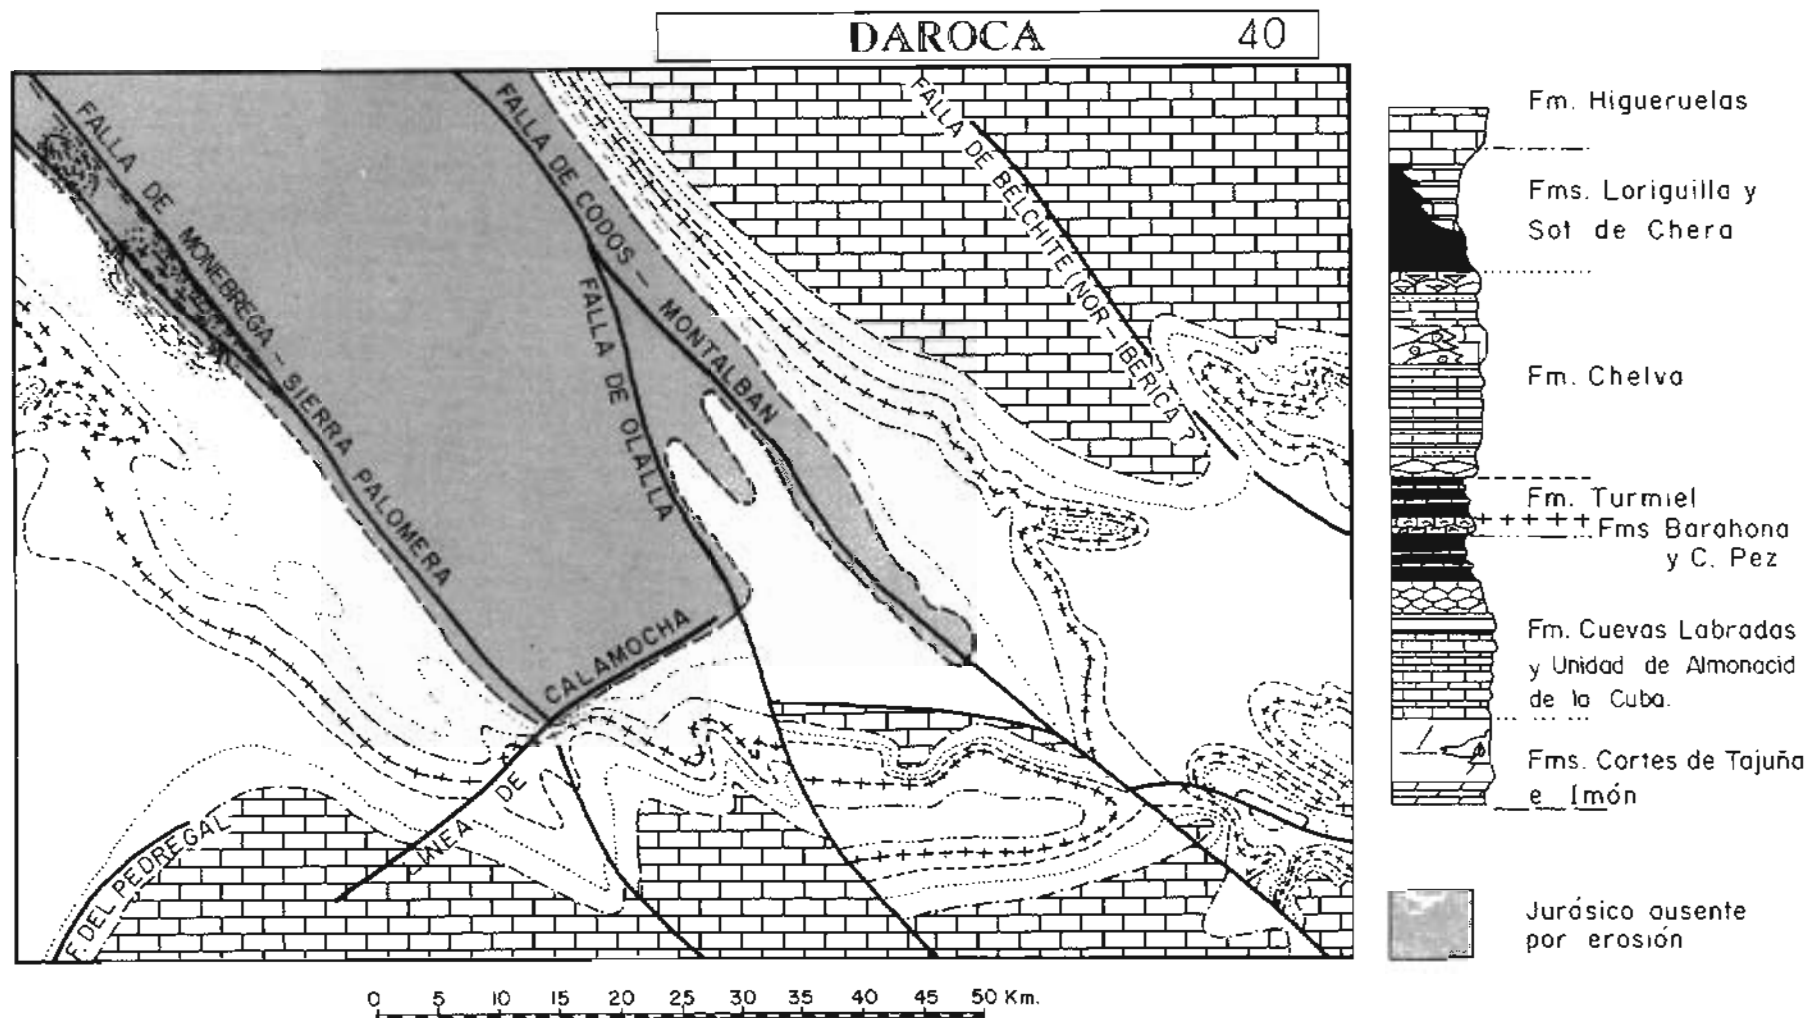 DAROCA 40
FALLA DE MONEBREGA - SIERRA PALOMERA
FALLA DE CODOS - MONTALBAN
FALLA DE OLALLA
FALLA DE BELCHITE (NOR-IBERICA)
LINEA DE CALAMOCHA
F. DEL PEDREGAL
Fm. Higueruelas
Fms. Loriguilla y
Sot de Chera
Fm. Chelva
Fm. Turmiel
Fms Barahona
y C. Pez
Fm. Cuevas Labradas
y Unidad de Almonacid
de la Cuba.
Fms. Cortes de Tajuña
e Imón
Jurásico ausente
por erosión
0 5 10 15 20 25 30 35 40 45 50 Km.